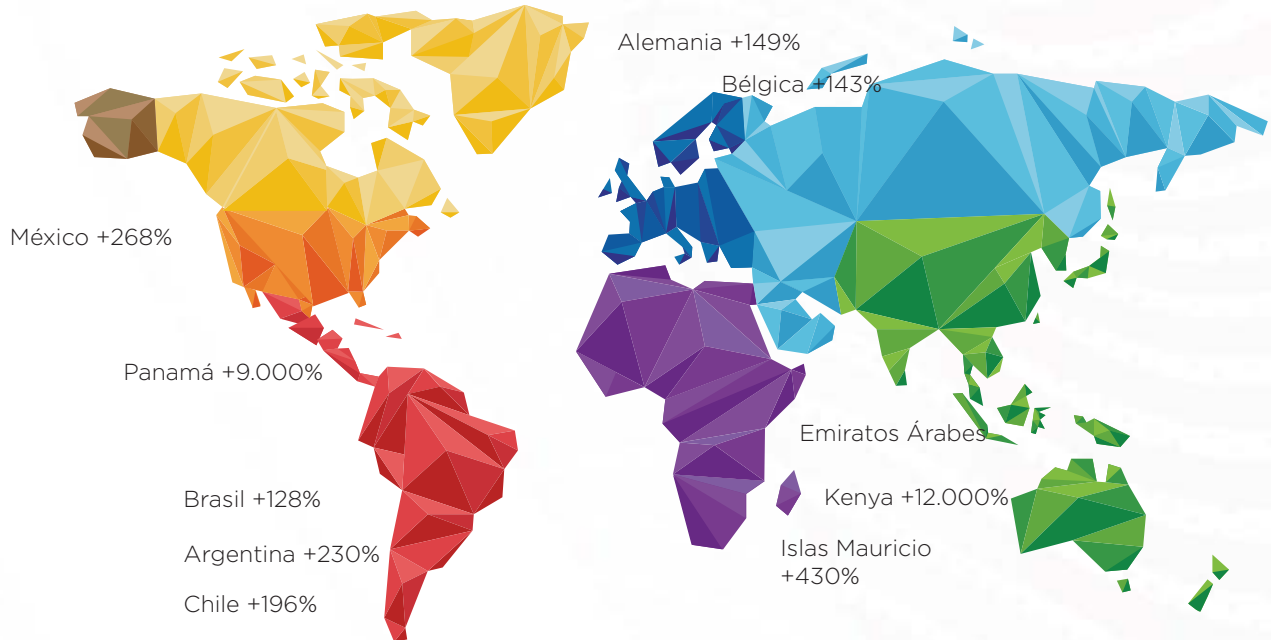 Alemania +149%
Bélgica +143%
México +268%
Panamá +9.000%
Emiratos Árabes
Brasil +128%
Kenya +12.000%
Argentina +230%
Islas Mauricio
+430%
Chile +196%